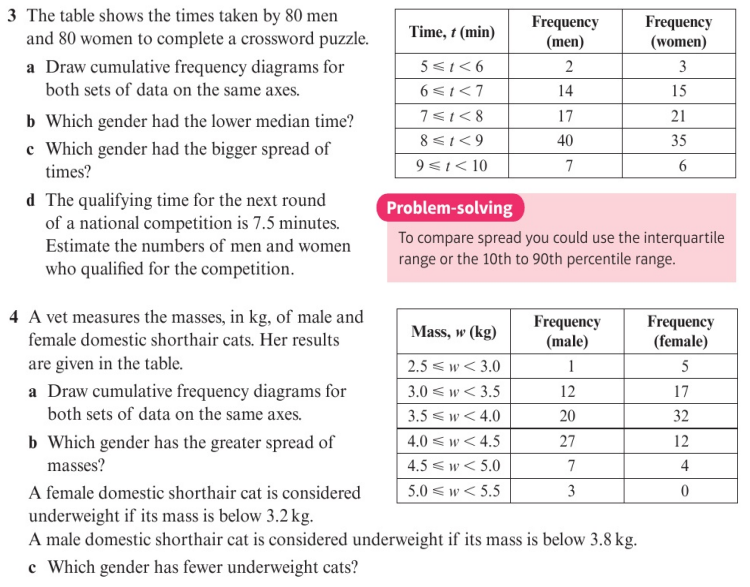 3 The table shows the times taken by 80 men
and 80 women to complete a crossword puzzle.
a Draw cumulative frequency diagrams for
both sets of data on the same axes.
b Which gender had the lower median time?
c Which gender had the bigger spread of
times?
d The qualifying time for the next round
of a national competition is 7.5 minutes.
Estimate the numbers of men and women
who qualified for the competition.
Time, t (min) Frequency (men) Frequency (women)
5 ⩽ t < 6 2 3
6 ⩽ t < 7 14 15
7 ⩽ t < 8 17 21
8 ⩽ t < 9 40 35
9 ⩽ t < 10 7 6
Problem-solving
To compare spread you could use the interquartile
range or the 10th to 90th percentile range.
4 A vet measures the masses, in kg, of male and
female domestic shorthair cats. Her results
are given in the table.
a Draw cumulative frequency diagrams for
both sets of data on the same axes.
b Which gender has the greater spread of
masses?
Mass, w (kg) Frequency (male) Frequency (female)
2.5 ⩽ w < 3.0 1 5
3.0 ⩽ w < 3.5 12 17
3.5 ⩽ w < 4.0 20 32
4.0 ⩽ w < 4.5 27 12
4.5 ⩽ w < 5.0 7 4
5.0 ⩽ w < 5.5 3 0
A female domestic shorthair cat is considered
underweight if its mass is below 3.2 kg.
A male domestic shorthair cat is considered underweight if its mass is below 3.8 kg.
c Which gender has fewer underweight cats?